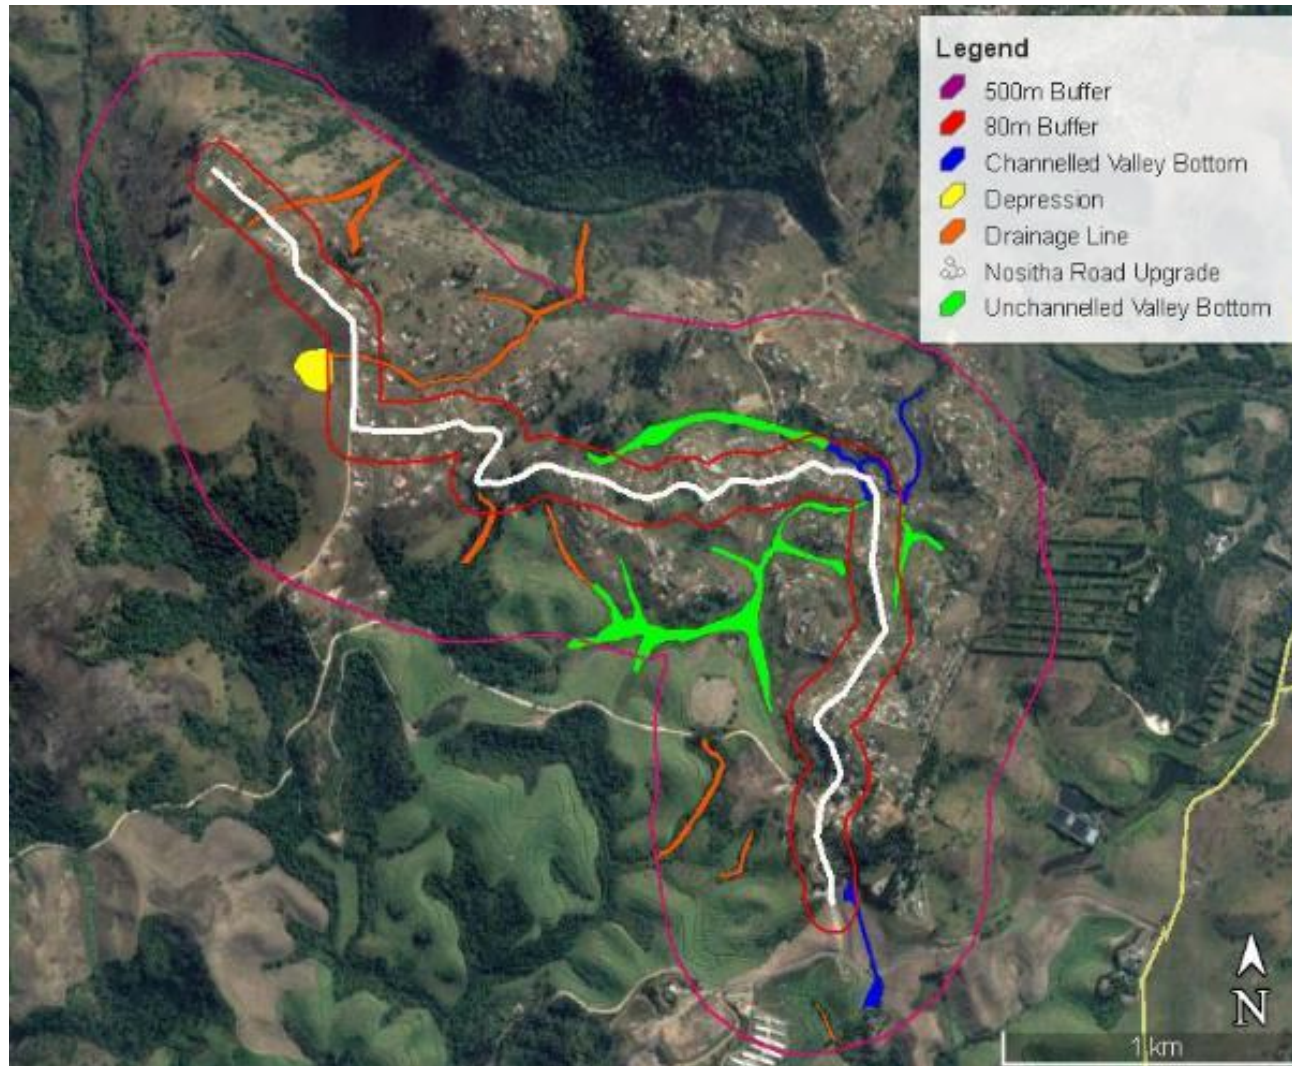 Legend
500m Buffer
80m Buffer
Channelled Valley Bottom
Depression
Drainage Line
Nositha Road Upgrade
Unchannelled Valley Bottom
N
1 km